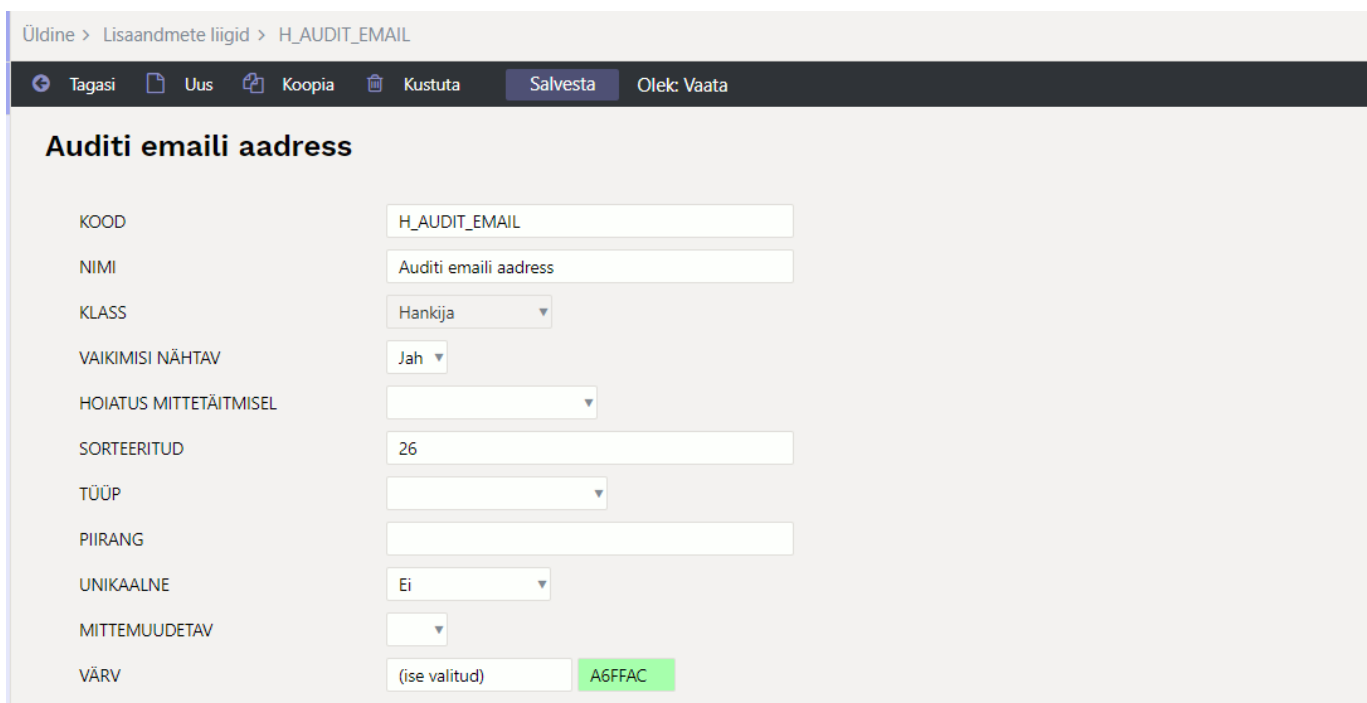 Üldine > Lisaandmete liigid > H_AUDIT_EMAIL
Tagasi Uus Koopia Kustuta Salvesta Olek: Vaata
Auditi emaili aadress
KOOD H_AUDIT_EMAIL
NIMI Auditi emaili aadress
KLASS Hankija
VAIKIMISI NÄHTAV Jah
HOIATUS MITTETÄITMISEL
SORTEERITUD 26
TÜÜP
PIIRANG
UNIKAALNE Ei
MITTEMUUDETAV
VÄRV (ise valitud) A6FFAC